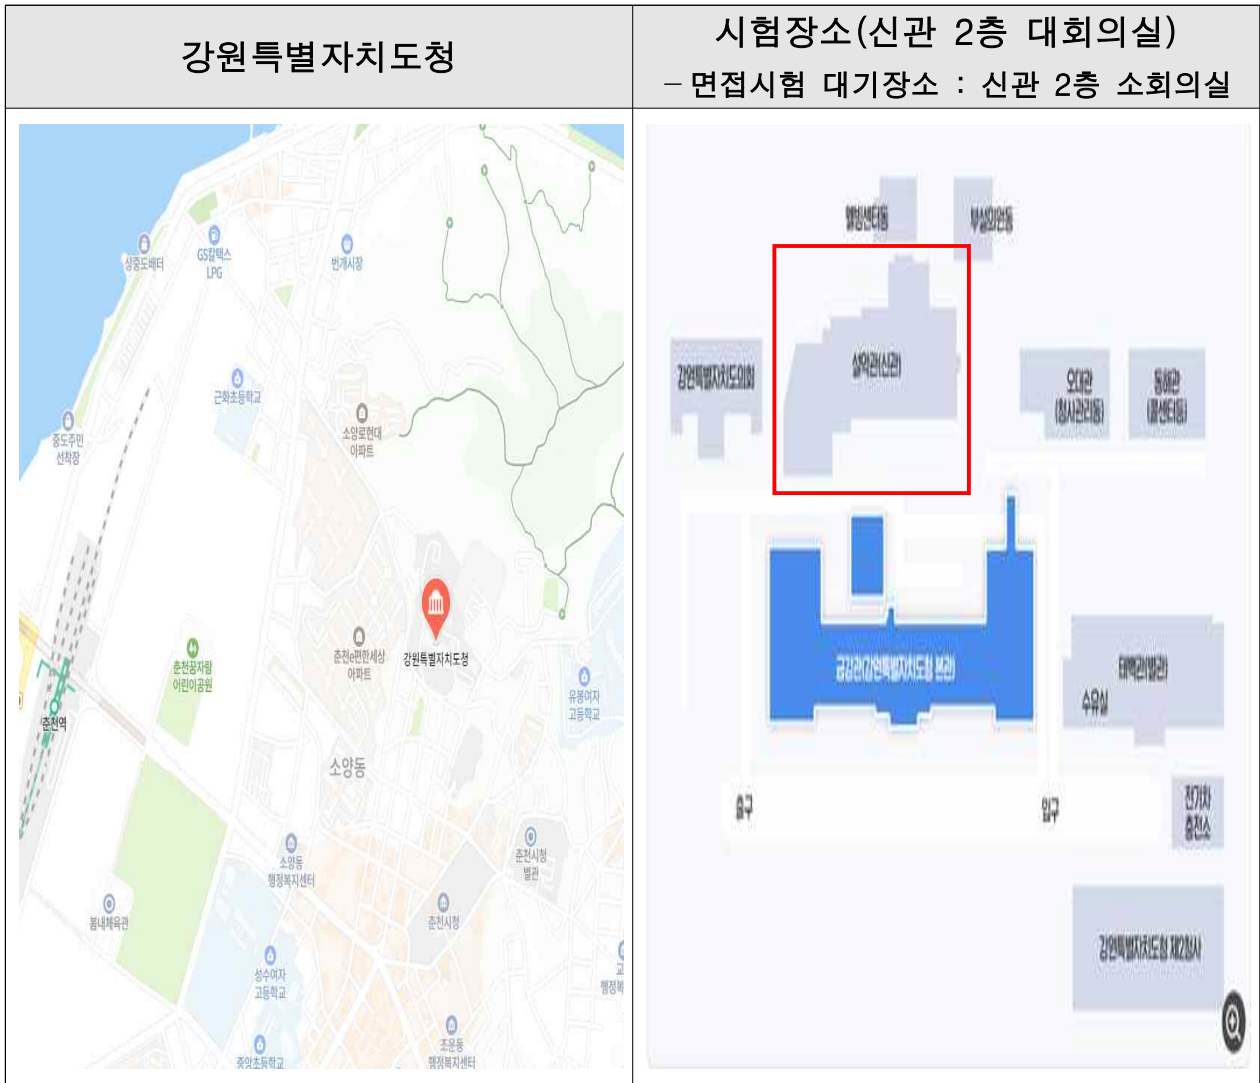 강원특별자치도청
시험장소(신관 2층 대회의실)
– 면접시험 대기장소 : 신관 2층 소회의실
상중도배터
GS칼텍스
LPG
번개시장
근화초등학교
소양로현대
아파트
중도주민
선착장
춘천꿈자람
어린이공원
춘천e편한세상
아파트
강원특별자치도청
유봉여자
고등학교
춘천역
소양동
소양동
행정복지센터
춘천시청
별관
봄내체육관
춘천시청
성수여자
고등학교
교
행정복
조운동
행정복지센터
중앙초등학교
웰빙센터동
부설의원동
강원특별자치도의회
설악관(신관)
오대관
(청사관리동)
동해관
(콜센터동)
금강관(강원특별자치도청 본관)
태백관(별관)
수유실
출구
입구
전기차
충전소
강원특별자치도청 제2청사